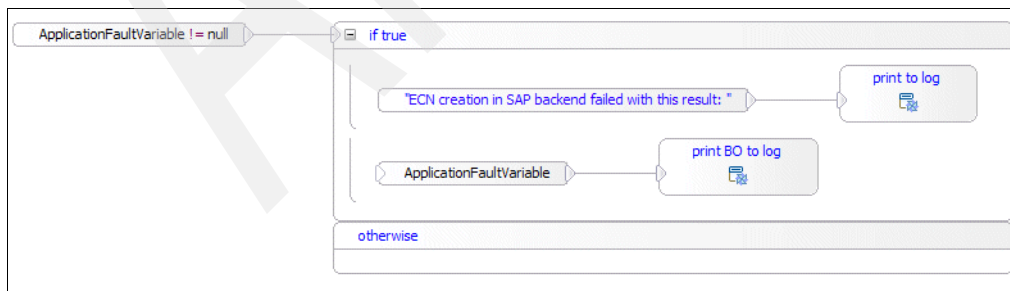 ApplicationFaultVariable != null
if true
"ECN creation in SAP backend failed with this result: "
print to log
ApplicationFaultVariable
print BO to log
otherwise